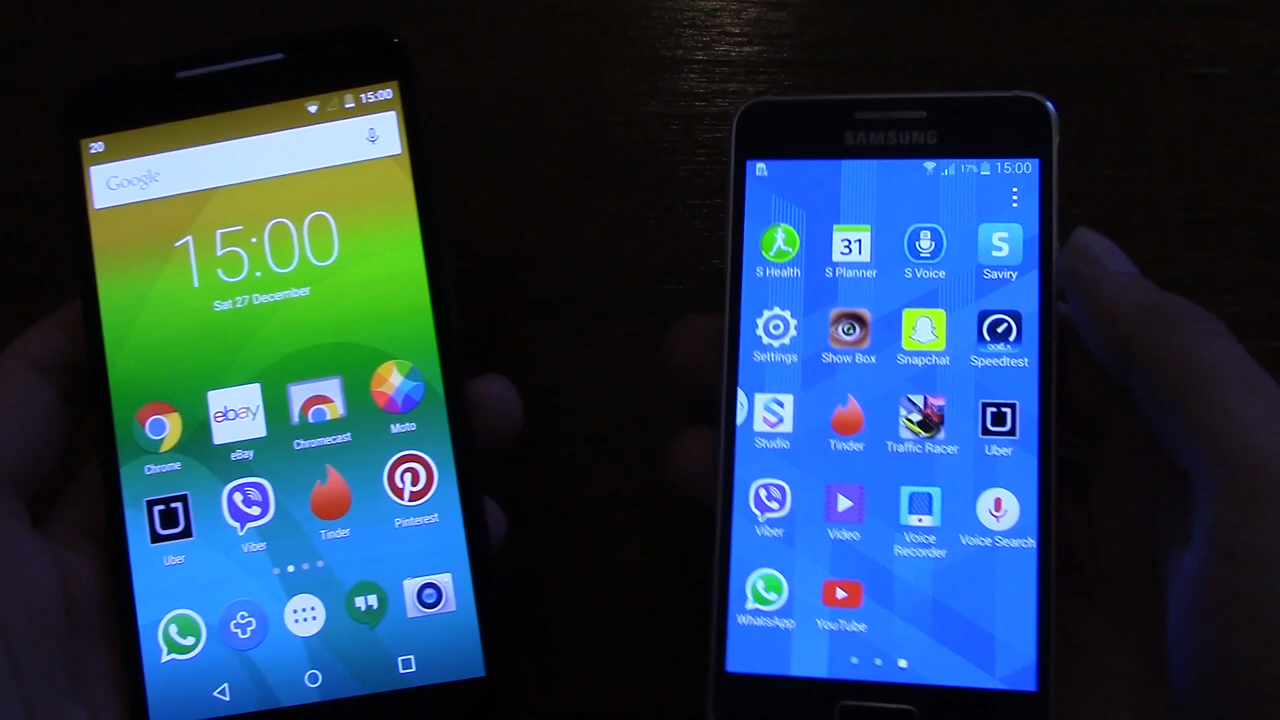 20
15:00
Google
15:00
Sat 27 December
Chrome
ebay
eBay
Chromecast
Moto
Uber
Viber
Tinder
Pinterest
SAMSUNG
17%
15:00
S Health
31
S Planner
S Voice
S
Saviry
Settings
Show Box
Snapchat
Speedtest
S
Studio
Tinder
Traffic Racer
Uber
Viber
Video
Voice
Recorder
Voice Search
WhatsApp
YouTube